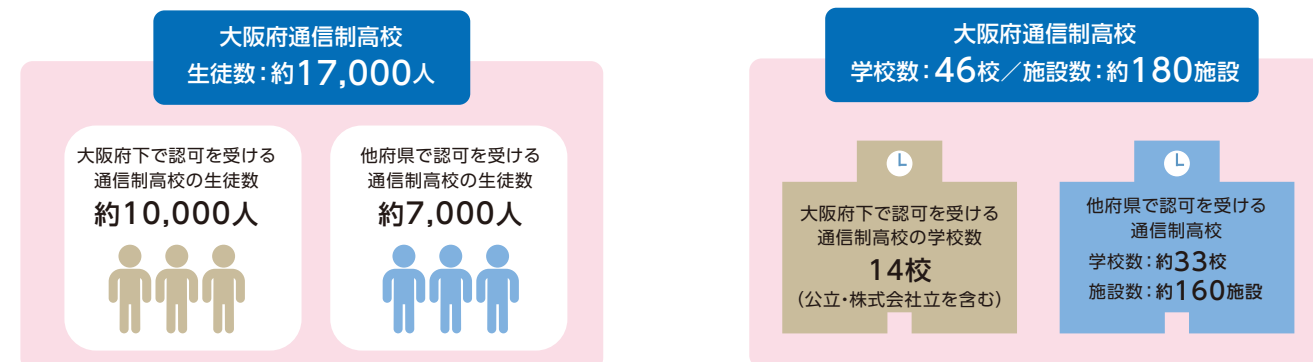 大阪府通信制高校
生徒数：約17,000人
大阪府下で認可を受ける
通信制高校の生徒数
約10,000人
他府県で認可を受ける
通信制高校の生徒数
約7,000人
大阪府通信制高校
学校数：46校／施設数：約180施設
大阪府下で認可を受ける
通信制高校の学校数
14校
（公立・株式会社立を含む）
他府県で認可を受ける
通信制高校
学校数：約33校
施設数：約160施設